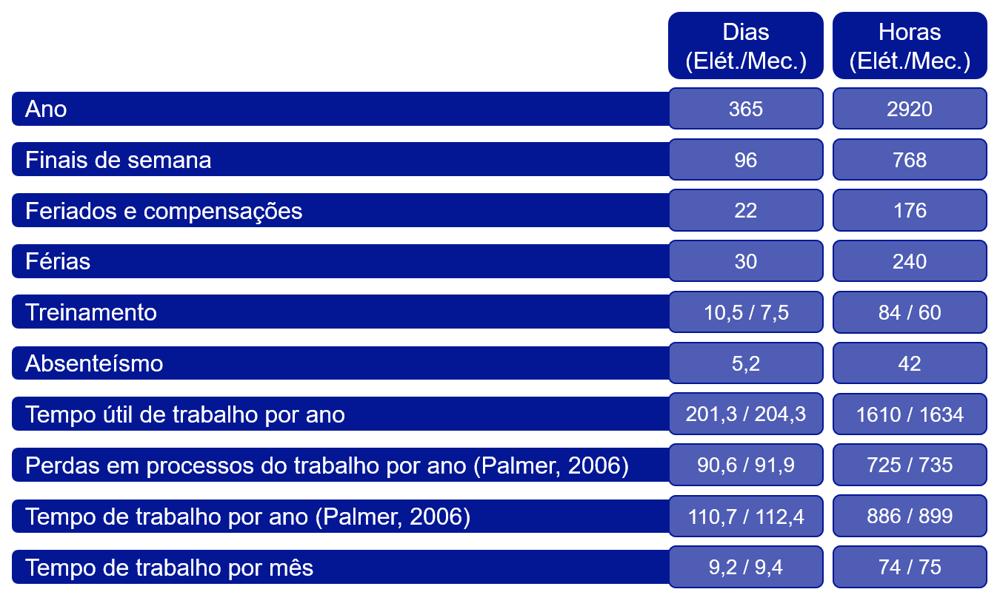 Dias
(Elét./Mec.)
Horas
(Elét./Mec.)
Ano 365 2920
Finais de semana 96 768
Feriados e compensações 22 176
Férias 30 240
Treinamento 10,5 / 7,5 84 / 60
Absenteísmo 5,2 42
Tempo útil de trabalho por ano 201,3 / 204,3 1610 / 1634
Perdas em processos do trabalho por ano (Palmer, 2006) 90,6 / 91,9 725 / 735
Tempo de trabalho por ano (Palmer, 2006) 110,7 / 112,4 886 / 899
Tempo de trabalho por mês 9,2 / 9,4 74 / 75